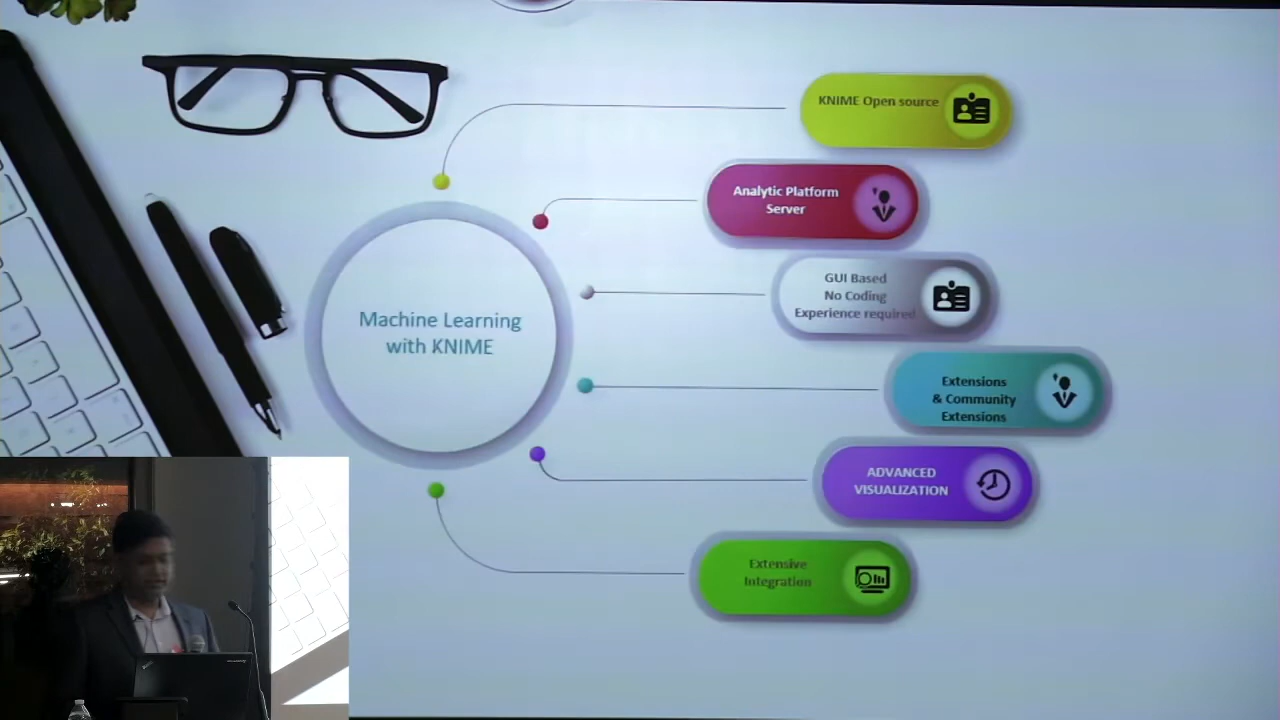 KNIME Open source
Analytic Platform
Server
GUI Based
No Coding
Experience required
Machine Learning
with KNIME
Extensions
& Community
Extensions
ADVANCED
VISUALIZATION
Extensive
Integration